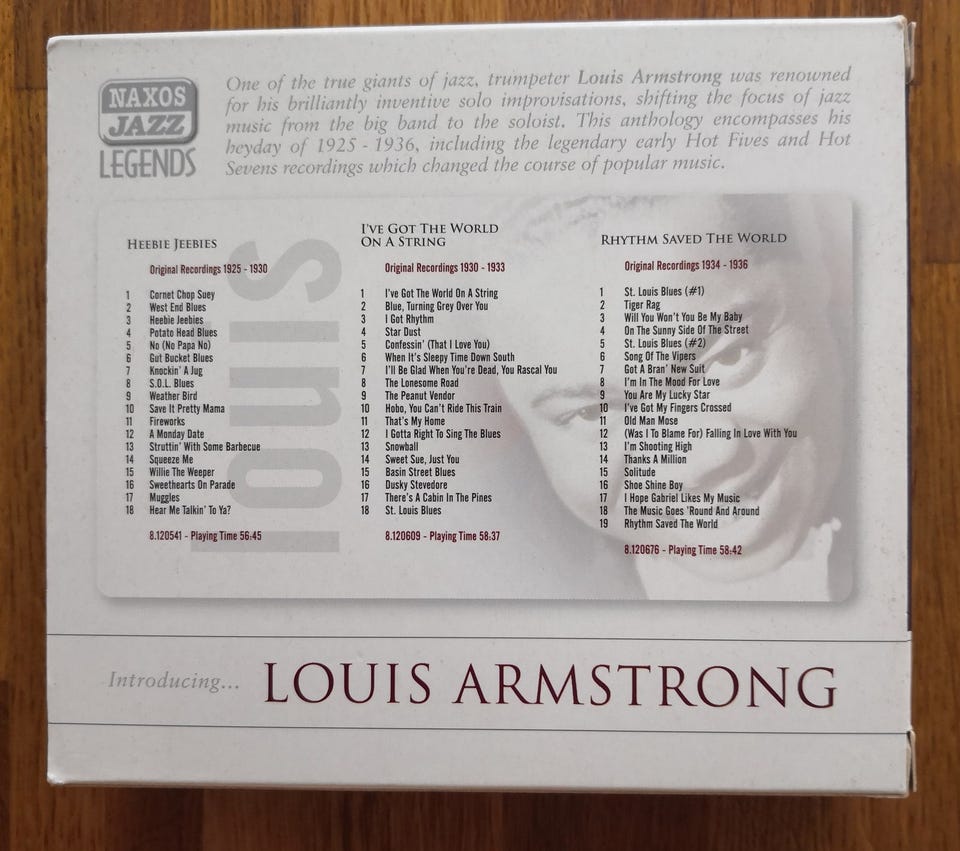 NAXOS
JAZZ
LEGENDS
One of the true giants of jazz, trumpeter Louis Armstrong was renowned
for his brilliantly inventive solo improvisations, shifting the focus of jazz
music from the big band to the soloist. This anthology encompasses his
heyday of 1925 - 1936, including the legendary early Hot Fives and Hot
Sevens recordings which changed the course of popular music.
louis
HEEBIE JEEBIES
Original Recordings 1925 - 1930
1 Cornet Chop Suey
2 West End Blues
3 Heebie Jeebies
4 Potato Head Blues
5 No (No Papa No)
6 Gut Bucket Blues
7 Knockin' A Jug
8 S.O.L. Blues
9 Weather Bird
10 Save It Pretty Mama
11 Fireworks
12 A Monday Date
13 Struttin' With Some Barbecue
14 Squeeze Me
15 Willie The Weeper
16 Sweethearts On Parade
17 Muggles
18 Hear Me Talkin' To Ya?
8.120541 - Playing Time 56:45
I'VE GOT THE WORLD
ON A STRING
Original Recordings 1930 - 1933
1 I've Got The World On A String
2 Blue, Turning Grey Over You
3 I Got Rhythm
4 Star Dust
5 Confessin' (That I Love You)
6 When It's Sleepy Time Down South
7 I'll Be Glad When You're Dead, You Rascal You
8 The Lonesome Road
9 The Peanut Vendor
10 Hobo, You Can't Ride This Train
11 That's My Home
12 I Gotta Right To Sing The Blues
13 Snowball
14 Sweet Sue, Just You
15 Basin Street Blues
16 Dusky Stevedore
17 There's A Cabin In The Pines
18 St. Louis Blues
8.120609 - Playing Time 58:37
RHYTHM SAVED THE WORLD
Original Recordings 1934 - 1936
1 St. Louis Blues (#1)
2 Tiger Rag
3 Will You Won't You Be My Baby
4 On The Sunny Side Of The Street
5 St. Louis Blues (#2)
6 Song Of The Vipers
7 Got A Bran' New Suit
8 I'm In The Mood For Love
9 You Are My Lucky Star
10 I've Got My Fingers Crossed
11 Old Man Mose
12 (Was I To Blame For) Falling In Love With You
13 I'm Shooting High
14 Thanks A Million
15 Solitude
16 Shoe Shine Boy
17 I Hope Gabriel Likes My Music
18 The Music Goes 'Round And Around
19 Rhythm Saved The World
8.120676 - Playing Time 58:42
Introducing... LOUIS ARMSTRONG